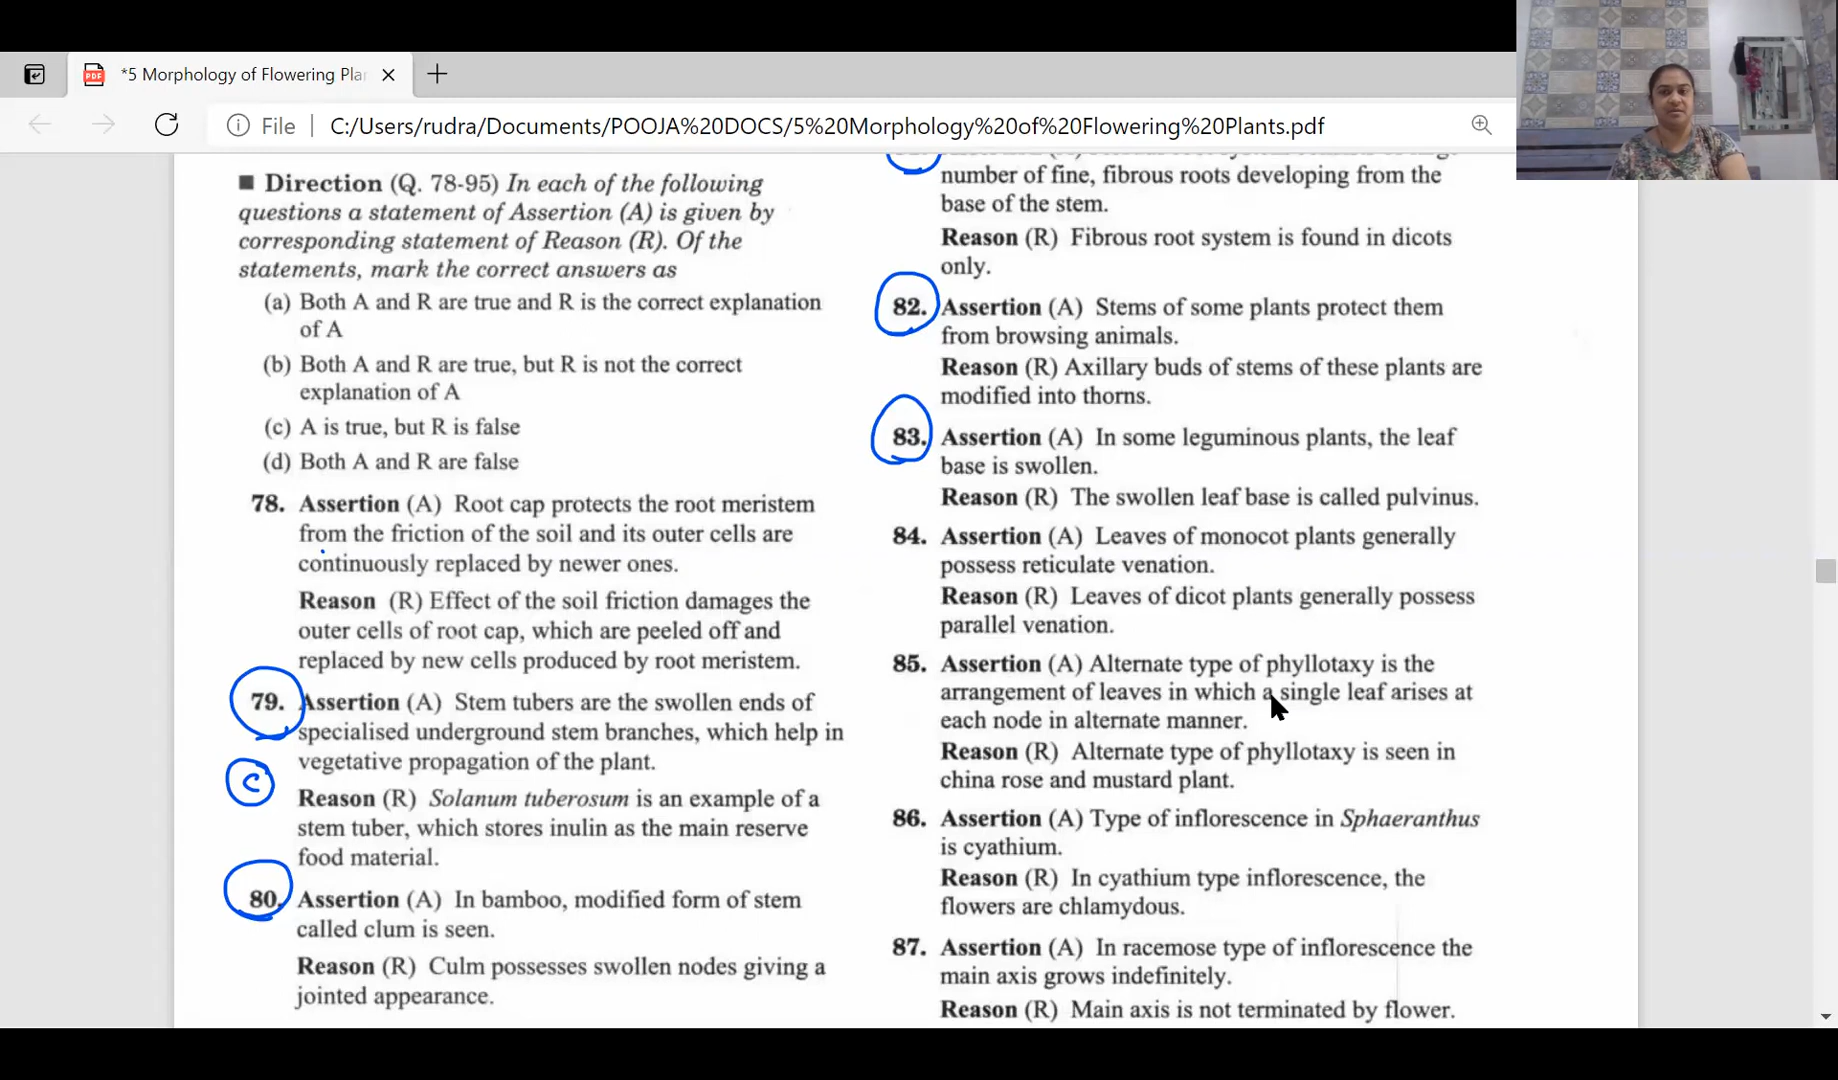 *5 Morphology of Flowering Pla
File | C:/Users/rudra/Documents/POOJA%20DOCS/5%20Morphology%20of%20Flowering%20Plants.pdf
■ Direction (Q. 78-95) In each of the following
questions a statement of Assertion (A) is given by
corresponding statement of Reason (R). Of the
statements, mark the correct answers as
(a) Both A and R are true and R is the correct explanation
of A
(b) Both A and R are true, but R is not the correct
explanation of A
(c) A is true, but R is false
(d) Both A and R are false
78. Assertion (A) Root cap protects the root meristem
from the friction of the soil and its outer cells are
continuously replaced by newer ones.
Reason (R) Effect of the soil friction damages the
outer cells of root cap, which are peeled off and
replaced by new cells produced by root meristem.
79. Assertion (A) Stem tubers are the swollen ends of
specialised underground stem branches, which help in
vegetative propagation of the plant.
C
Reason (R) Solanum tuberosum is an example of a
stem tuber, which stores inulin as the main reserve
food material.
80. Assertion (A) In bamboo, modified form of stem
called clum is seen.
Reason (R) Culm possesses swollen nodes giving a
jointed appearance.
number of fine, fibrous roots developing from the
base of the stem.
Reason (R) Fibrous root system is found in dicots
only.
82. Assertion (A) Stems of some plants protect them
from browsing animals.
Reason (R) Axillary buds of stems of these plants are
modified into thorns.
83. Assertion (A) In some leguminous plants, the leaf
base is swollen.
Reason (R) The swollen leaf base is called pulvinus.
84. Assertion (A) Leaves of monocot plants generally
possess reticulate venation.
Reason (R) Leaves of dicot plants generally possess
parallel venation.
85. Assertion (A) Alternate type of phyllotaxy is the
arrangement of leaves in which a single leaf arises at
each node in alternate manner.
Reason (R) Alternate type of phyllotaxy is seen in
china rose and mustard plant.
86. Assertion (A) Type of inflorescence in Sphaeranthus
is cyathium.
Reason (R) In cyathium type inflorescence, the
flowers are chlamydous.
87. Assertion (A) In racemose type of inflorescence the
main axis grows indefinitely.
Reason (R) Main axis is not terminated by flower.